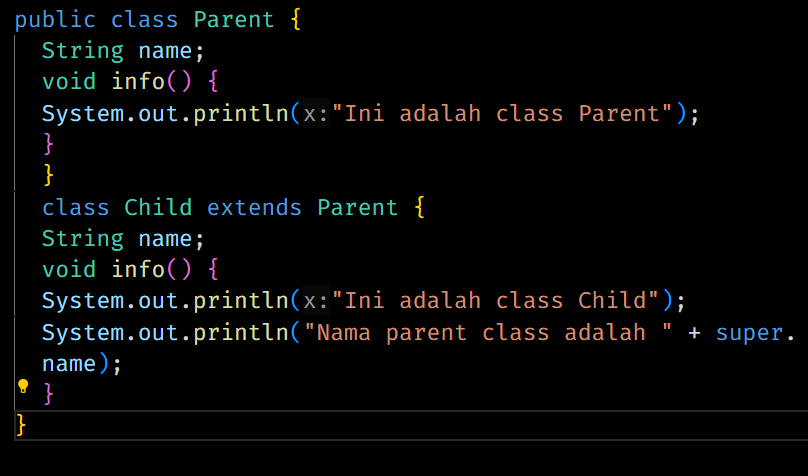 public class Parent {
String name;
void info() {
System.out.println(x:"Ini adalah class Parent");
}
}
class Child extends Parent {
String name;
void info() {
System.out.println(x:"Ini adalah class Child");
System.out.println("Nama parent class adalah " + super.
name);
}
}